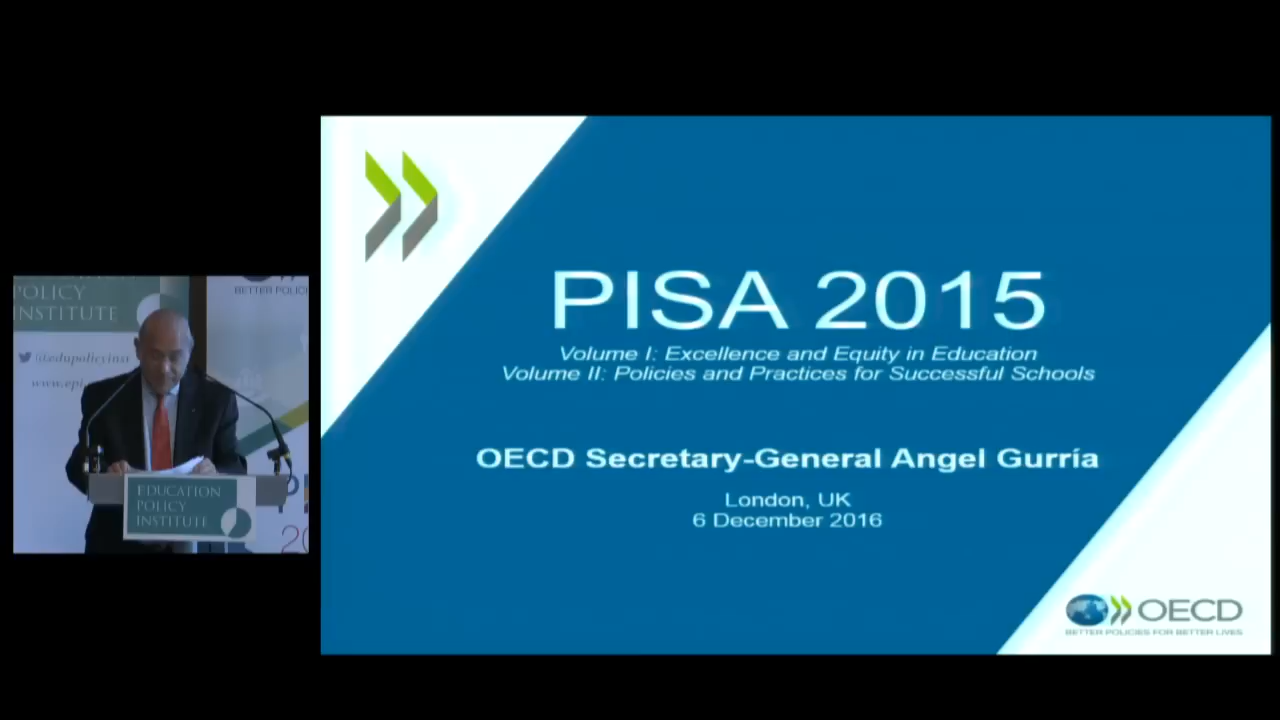 POLICY
INSTITUTE
@edupolicyinst
BETTER
EDUCATION
POLICY
INSTITUTE
PISA 2015
Volume I: Excellence and Equity in Education
Volume II: Policies and Practices for Successful Schools
OECD Secretary-General Angel Gurría
London, UK
6 December 2016
OECD
BETTER POLICIES FOR BETTER LIVES